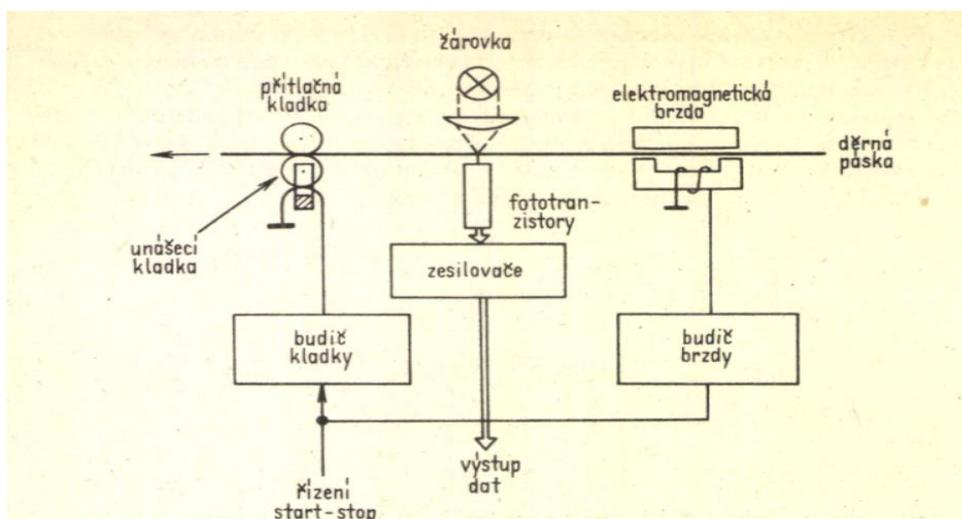 žárovka
přítlačná
kladka
elektromagnetická
brzda
děrná
páska
unášecí
kladka
fototran-
zistory
zesilovače
budič
kladky
budič
brzdy
výstup
dat
řízení
start-stop